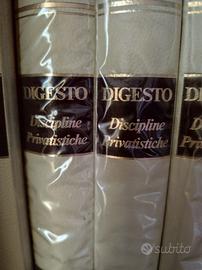 DIGESTO
Discipline
Privatistiche
DIGESTO
Discipline
Privatistiche
subito